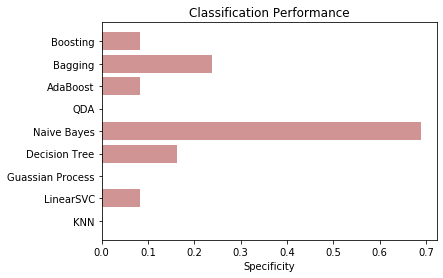 Classification Performance
Boosting
Bagging
AdaBoost
QDA
Naive Bayes
Decision Tree
Guassian Process
LinearSVC
KNN
0.0 0.1 0.2 0.3 0.4 0.5 0.6 0.7
Specificity